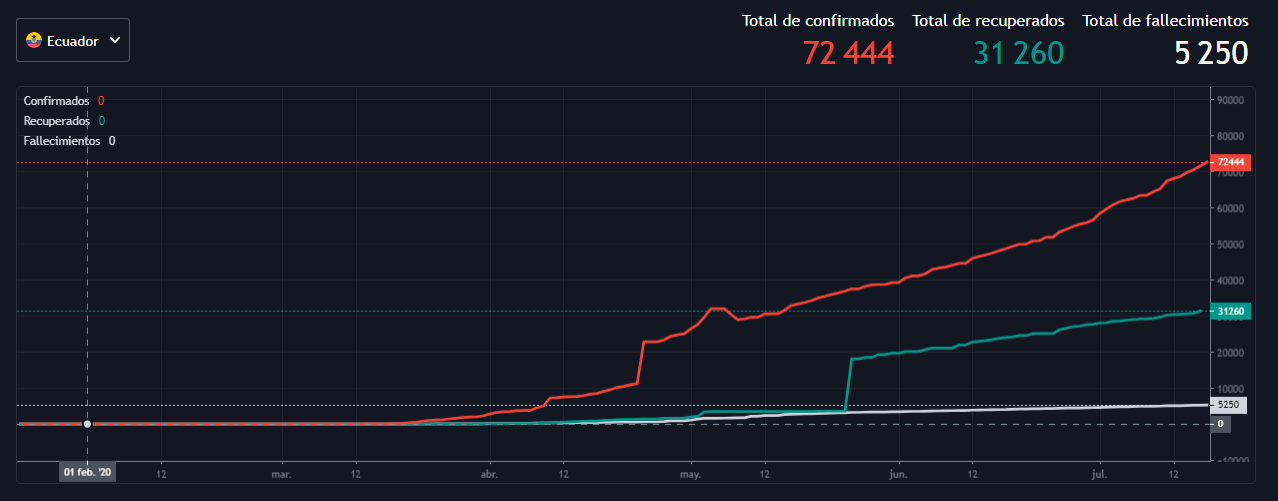 Ecuador
Total de confirmados Total de recuperados Total de fallecimientos
72 444 31 260 5 250
Confirmados 0
Recuperados 0
Fallecimientos 0
90000
80000
72444
70000
60000
50000
40000
31260
20000
10000
5250
0
-10000
01 feb. '20 12 mar. 12 abr. 12 may. 12 jun. 12 jul. 12